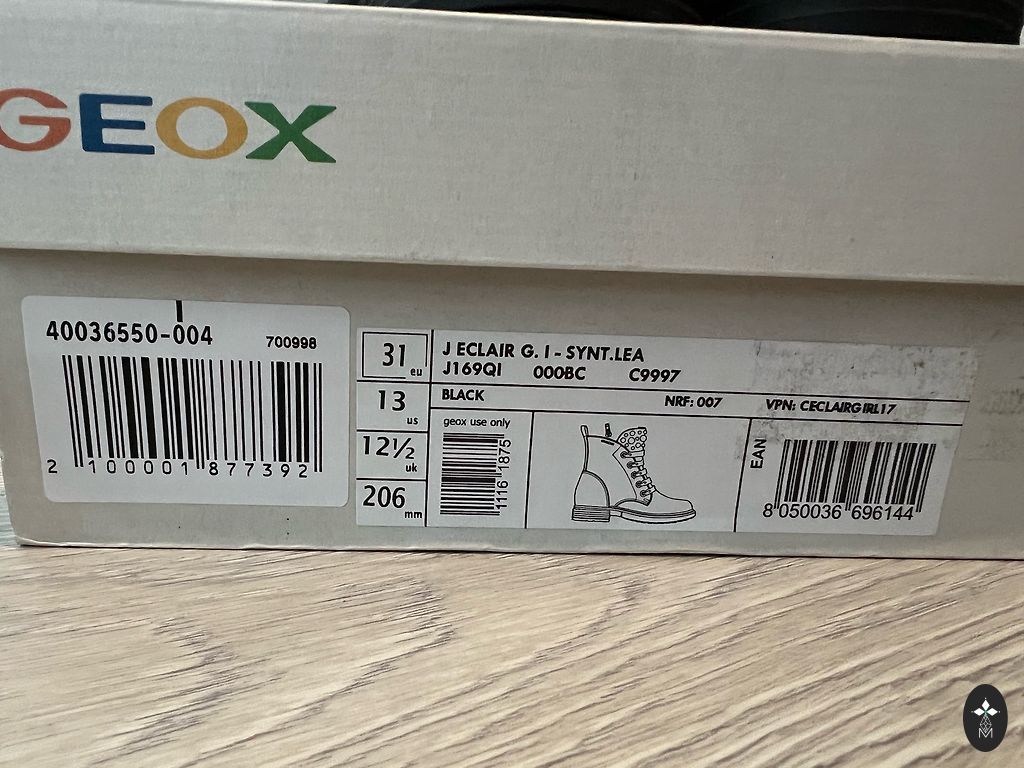 GEOX
40036550-004
700998
2 100001 877392
31 eu
13 us
12½ uk
206 mm
J ECLAIR G. I - SYNT.LEA
J169QI 000BC C9997
BLACK NRF: 007 VPN: CECLAIRGIRL17
geox use only
1116 1875
EAN
8 050036 696144
M